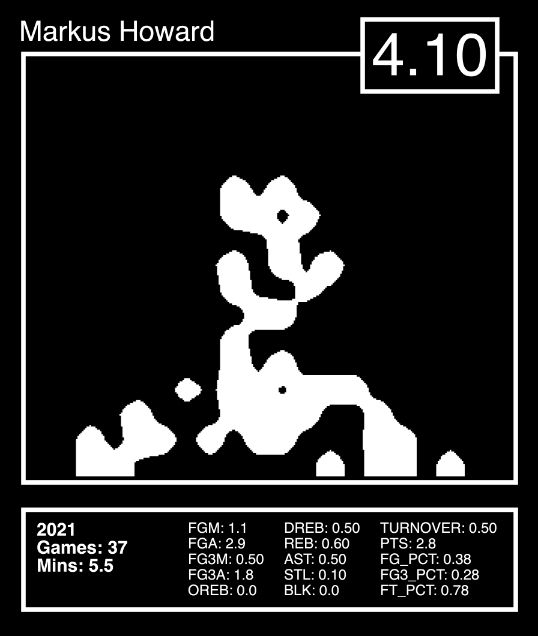 Markus Howard
4.10
2021
Games: 37
Mins: 5.5
FGM: 1.1
FGA: 2.9
FG3M: 0.50
FG3A: 1.8
OREB: 0.0
DREB: 0.50
REB: 0.60
AST: 0.50
STL: 0.10
BLK: 0.0
TURNOVER: 0.50
PTS: 2.8
FG_PCT: 0.38
FG3_PCT: 0.28
FT_PCT: 0.78